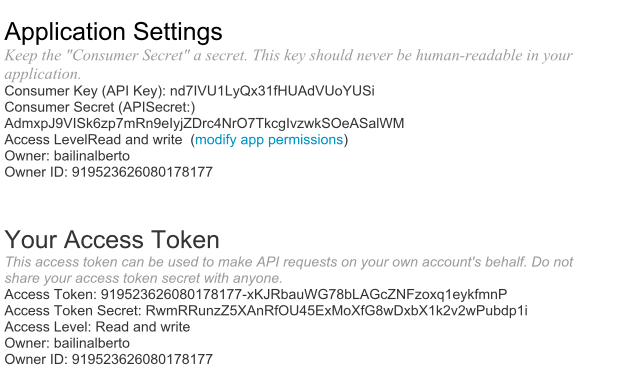 Application Settings
Keep the "Consumer Secret" a secret. This key should never be human-readable in your
application.
Consumer Key (API Key): nd7IVU1LyQx31fHUAdVUoYUSi
Consumer Secret (APISecret:)
AdmxpJ9VISk6zp7mRn9eIyjZDrc4NrO7TkcgIvzwkSOeASalWM
Access LevelRead and write (modify app permissions)
Owner: bailinalberto
Owner ID: 919523626080178177
Your Access Token
This access token can be used to make API requests on your own account's behalf. Do not
share your access token secret with anyone.
Access Token: 919523626080178177-xKJRbauWG78bLAGcZNFzoxq1eykfmnP
Access Token Secret: RwmRRunzZ5XAnRfOU45ExMoXfG8wDxbX1k2v2wPubdp1i
Access Level: Read and write
Owner: bailinalberto
Owner ID: 919523626080178177